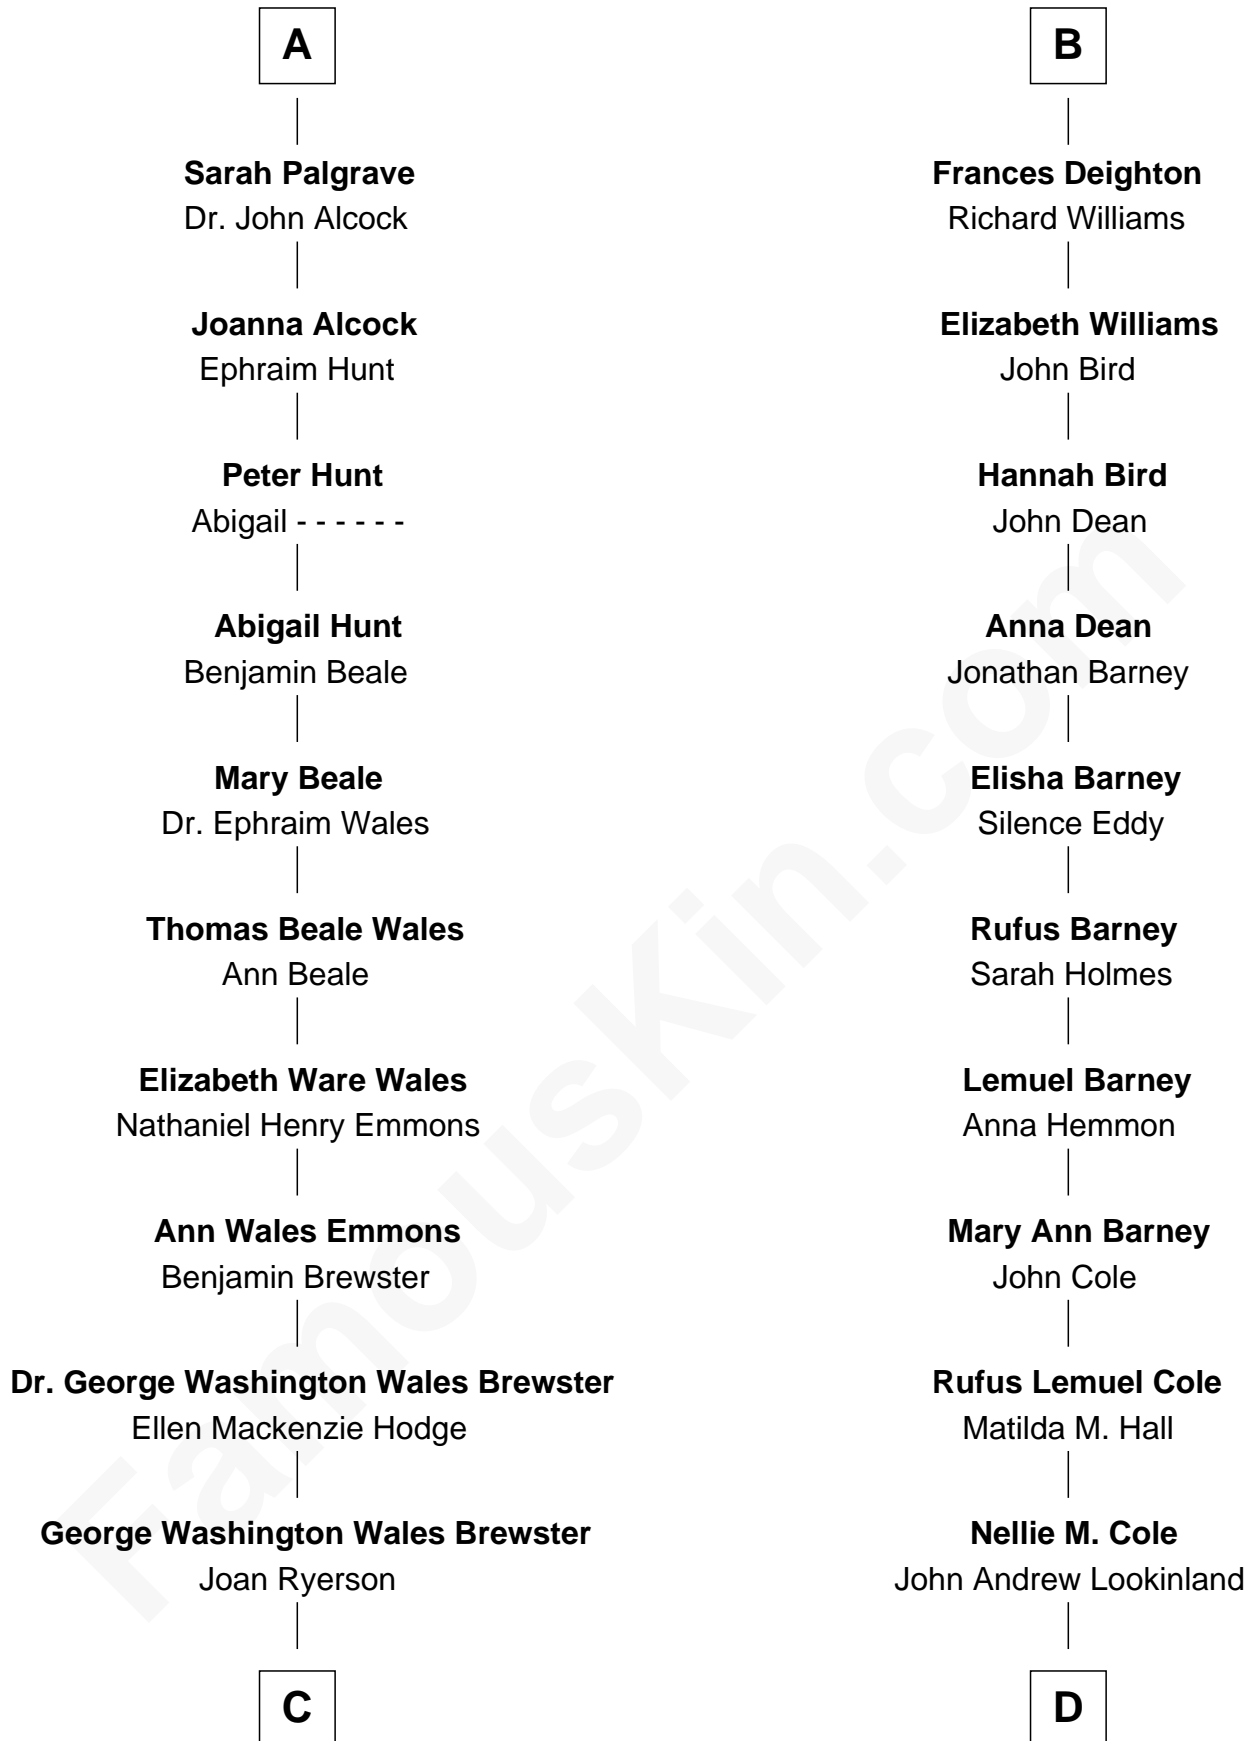 A
Sarah Palgrave
Dr. John Alcock
Joanna Alcock
Ephraim Hunt
Peter Hunt
Abigail - - - - - -
Abigail Hunt
Benjamin Beale
Mary Beale
Dr. Ephraim Wales
Thomas Beale Wales
Ann Beale
Elizabeth Ware Wales
Nathaniel Henry Emmons
Ann Wales Emmons
Benjamin Brewster
Dr. George Washington Wales Brewster
Ellen Mackenzie Hodge
George Washington Wales Brewster
Joan Ryerson
C
B
Frances Deighton
Richard Williams
Elizabeth Williams
John Bird
Hannah Bird
John Dean
Anna Dean
Jonathan Barney
Elisha Barney
Silence Eddy
Rufus Barney
Sarah Holmes
Lemuel Barney
Anna Hemmon
Mary Ann Barney
John Cole
Rufus Lemuel Cole
Matilda M. Hall
Nellie M. Cole
John Andrew Lookinland
D
FamousKin.com